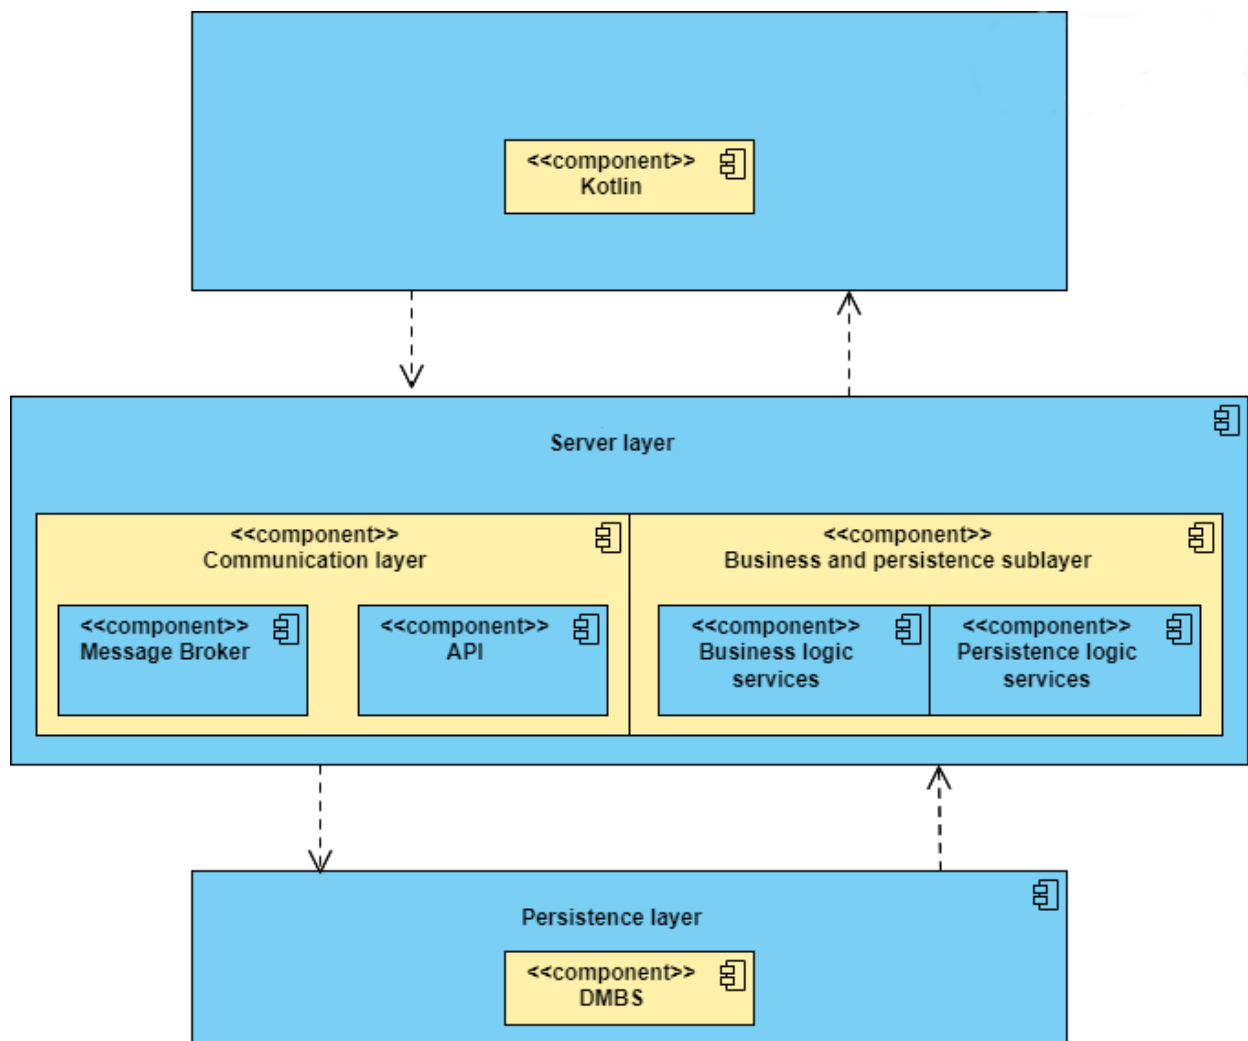 <<component>>
Kotlin
Server layer
<<component>>
Communication layer
<<component>>
Message Broker
<<component>>
API
<<component>>
Business and persistence sublayer
<<component>>
Business logic
services
<<component>>
Persistence logic
services
Persistence layer
<<component>>
DMBS